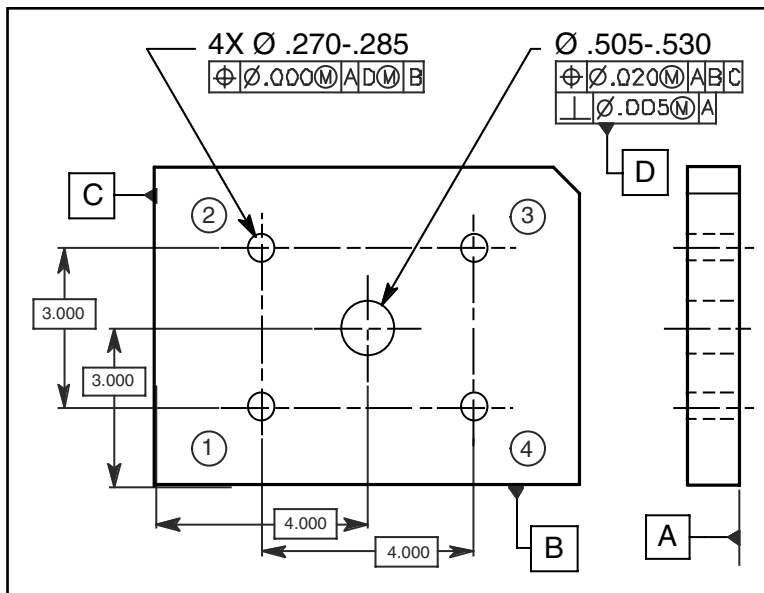 4X Ø .270-.285
⌖ Ø.000Ⓜ A DⓂ B
Ø .505-.530
⌖ Ø.020Ⓜ A B C
⊥ Ø.005Ⓜ A
D
C
2
3
3.000
3.000
1
4
4.000
4.000
B
A